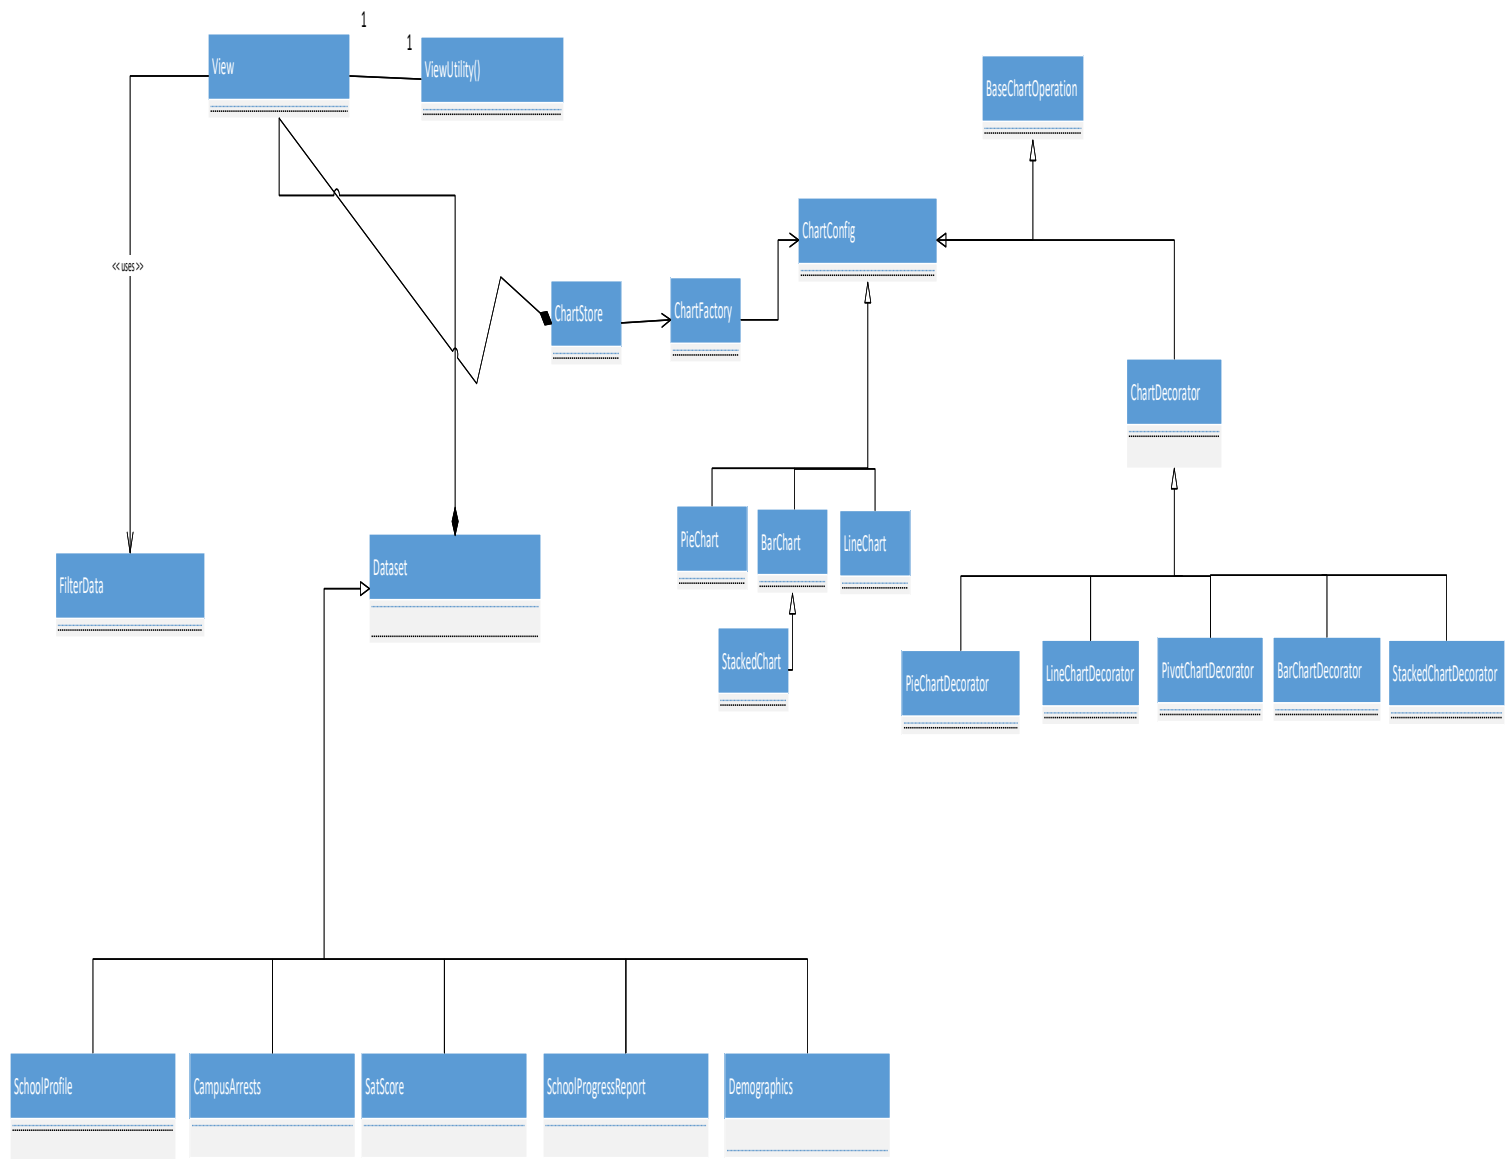 1
1
View
ViewUtility()
BaseChartOperation
ChartConfig
<< uses >>
ChartStore
ChartFactory
ChartDecorator
PieChart
BarChart
LineChart
FilterData
Dataset
StackedChart
PieChartDecorator
LineChartDecorator
PivotChartDecorator
BarChartDecorator
StackedChartDecorator
SchoolProfile
CampusArrests
SatScore
SchoolProgressReport
Demographics